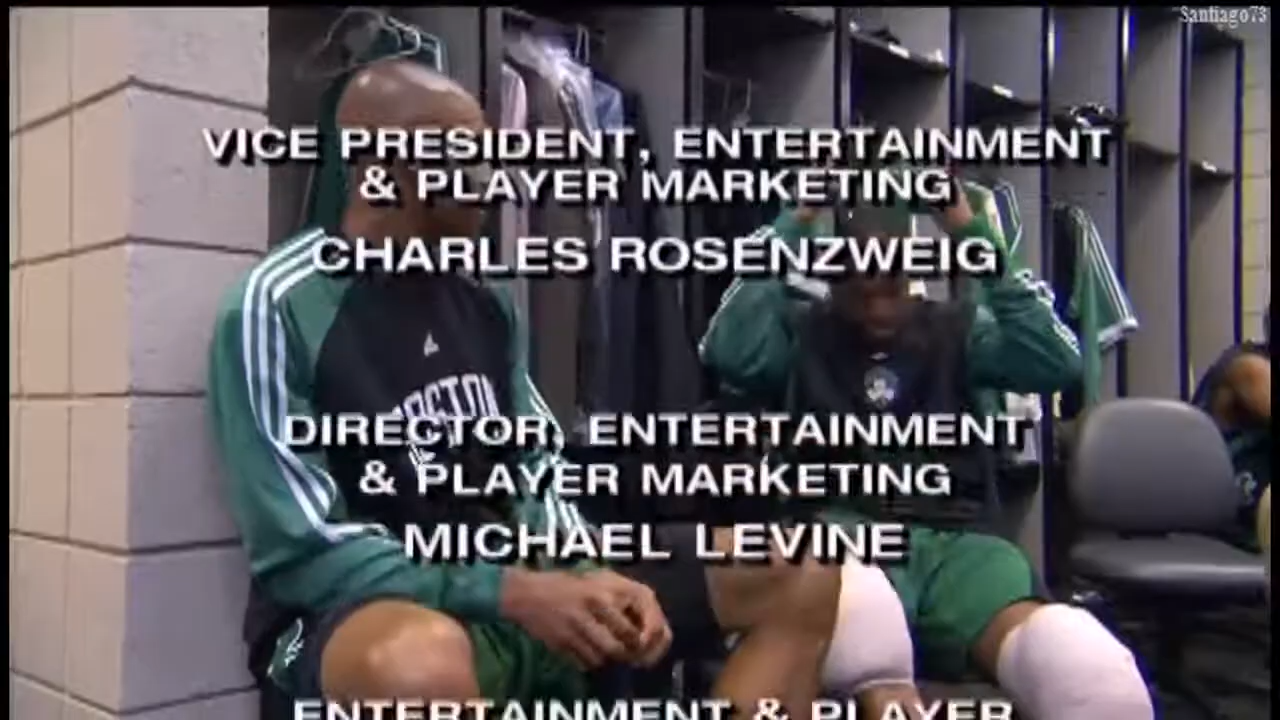 Santiago73
VICE PRESIDENT, ENTERTAINMENT
& PLAYER MARKETING
CHARLES ROSENZWEIG
BOSTON
DIRECTOR, ENTERTAINMENT
& PLAYER MARKETING
MICHAEL LEVINE
ENTERTAINMENT & PLAYER